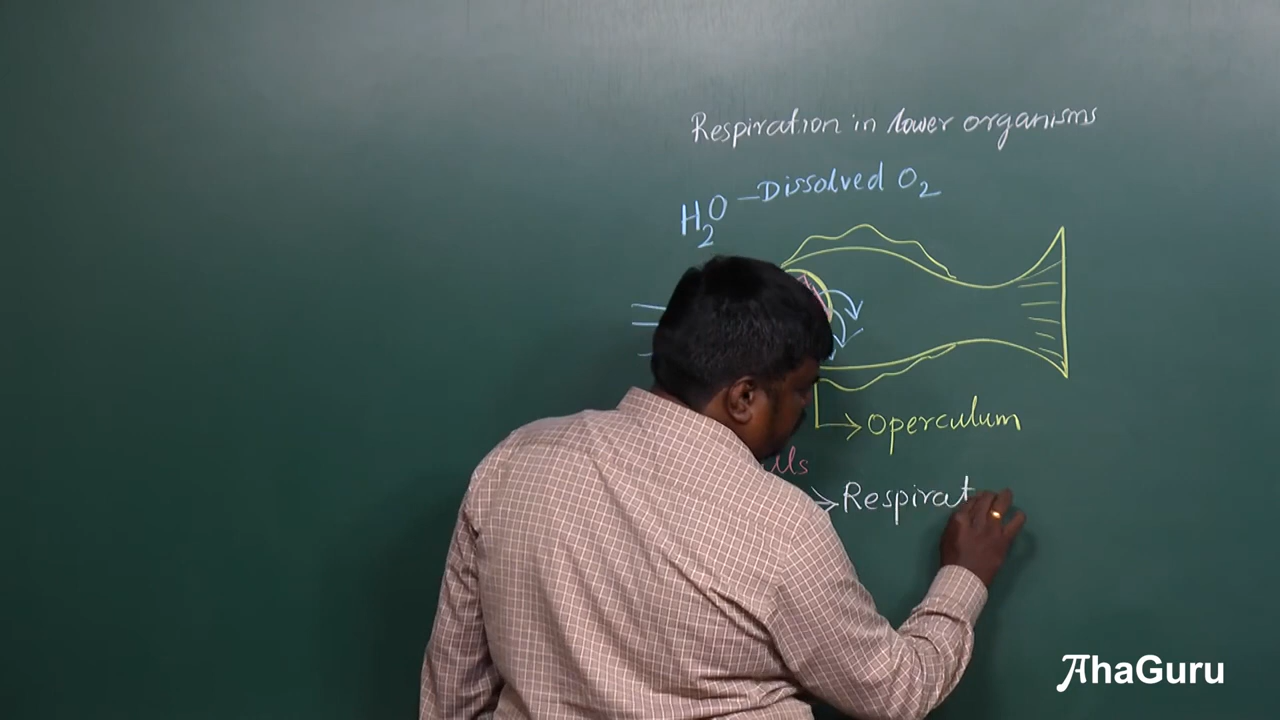 Respiration in lower organisms
H2O - Dissolved O2
Operculum
→Respirat
AhaGuru